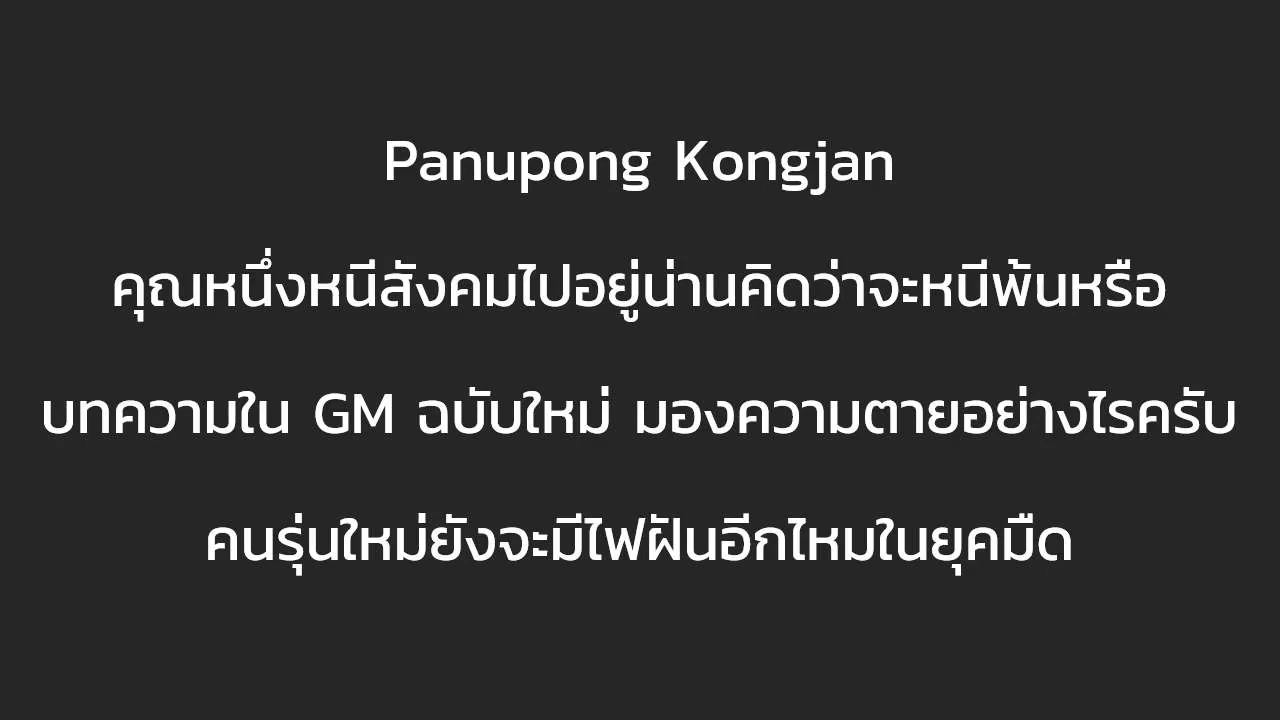 Panupong Kongjan
คุณหนึ่งหนีสังคมไปอยู่น่านคิดว่าจะหนีพ้นหรือ
บทความใน GM ฉบับใหม่ มองความตายอย่างไรครับ
คนรุ่นใหม่ยังจะมีไฟฝันอีกไหมในยุคมืด